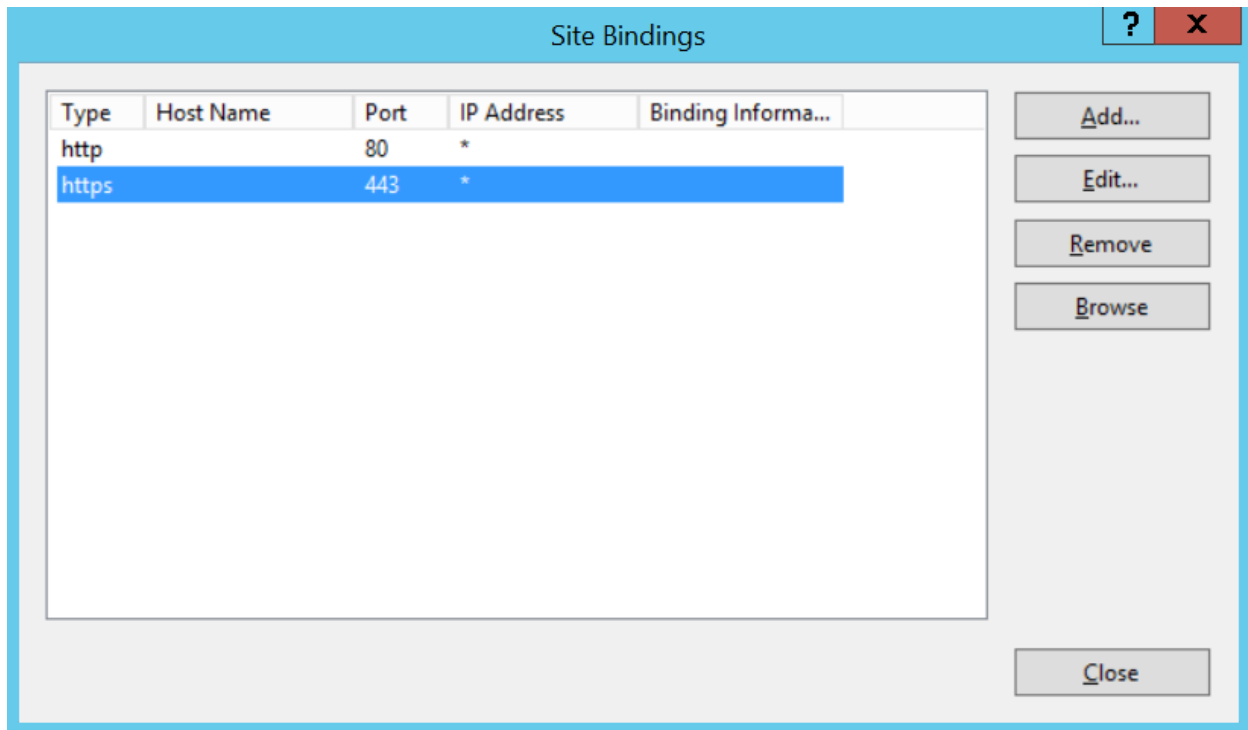 Site Bindings
? X
Type Host Name Port IP Address Binding Informa...
http 80 *
https 443 *
Add...
Edit...
Remove
Browse
Close